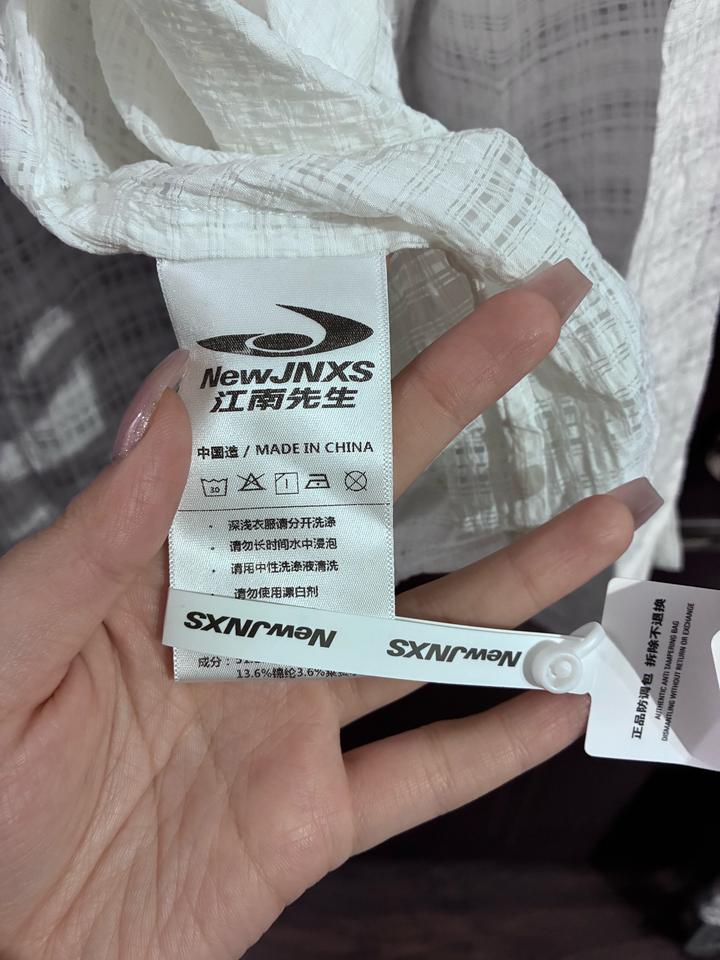 NewJNXS
江南先生
中国造 / MADE IN CHINA
30
· 深浅衣服请分开洗涤
· 请勿长时间水中浸泡
· 请用中性洗涤液清洗
· 请勿使用漂白剂
NewJNXS NewJNXS
成分：
13.6%锦纶3.6%
正品防调包 拆除不退换
AUTHENTIC ANTI TAMPERING BAG
DISMANTLING WITHOUT RETURN OR EXCHANGE